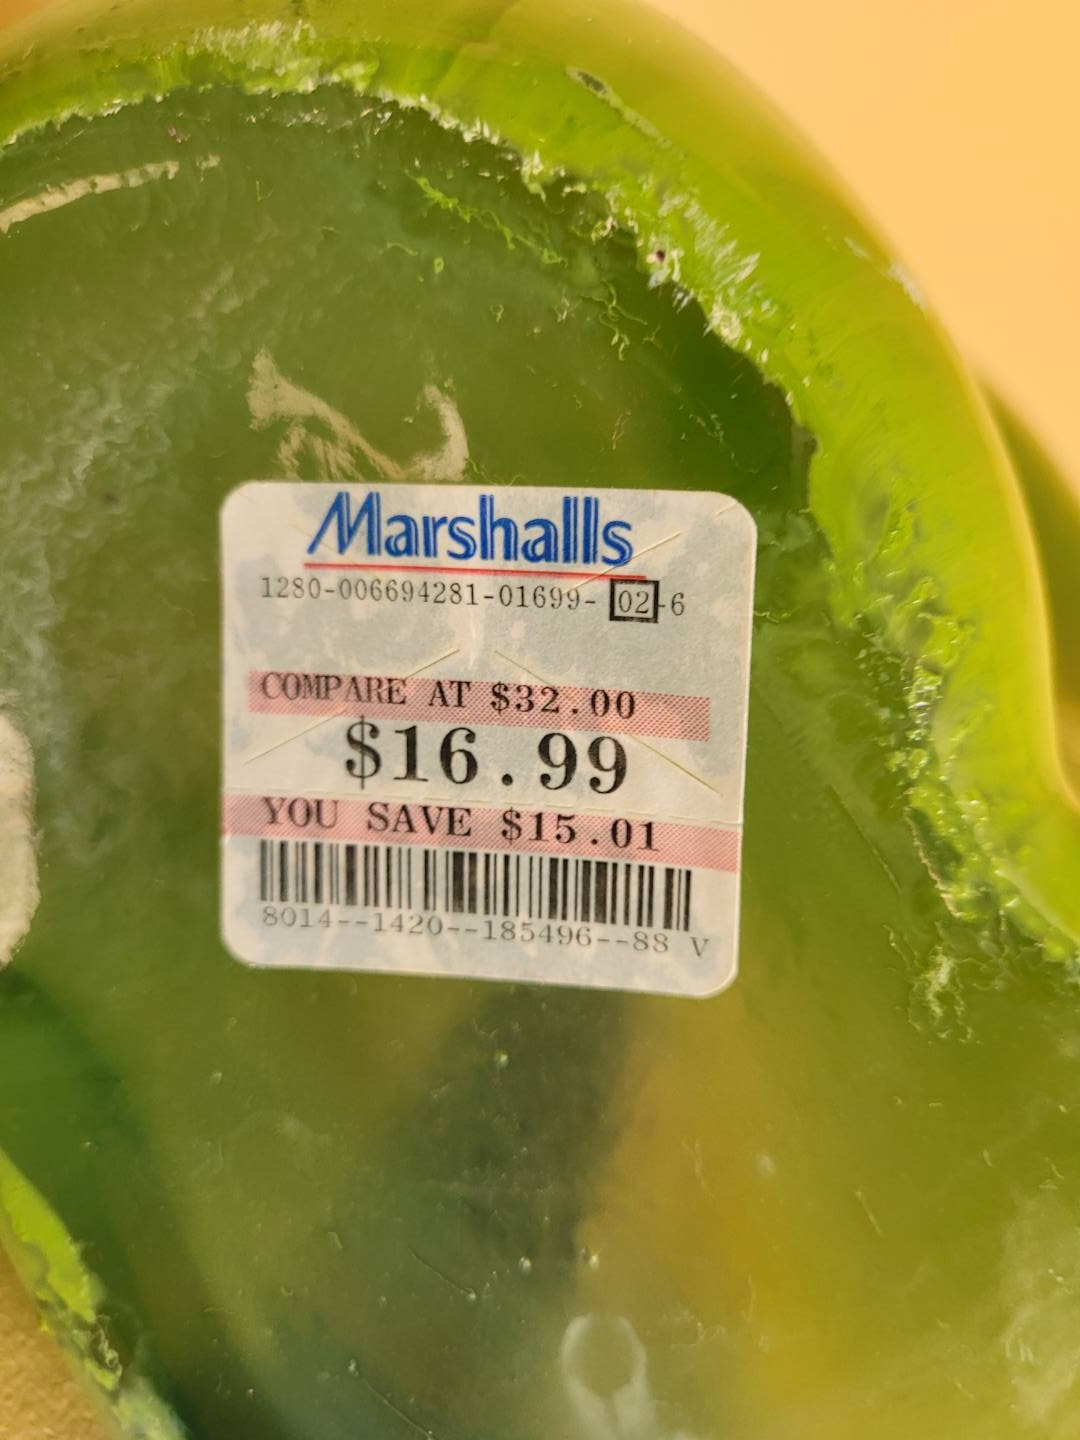 Marshalls
1280-006694281-01699- 02-6
COMPARE AT $32.00
$16.99
YOU SAVE $15.01
8014--1420--185496--88 V